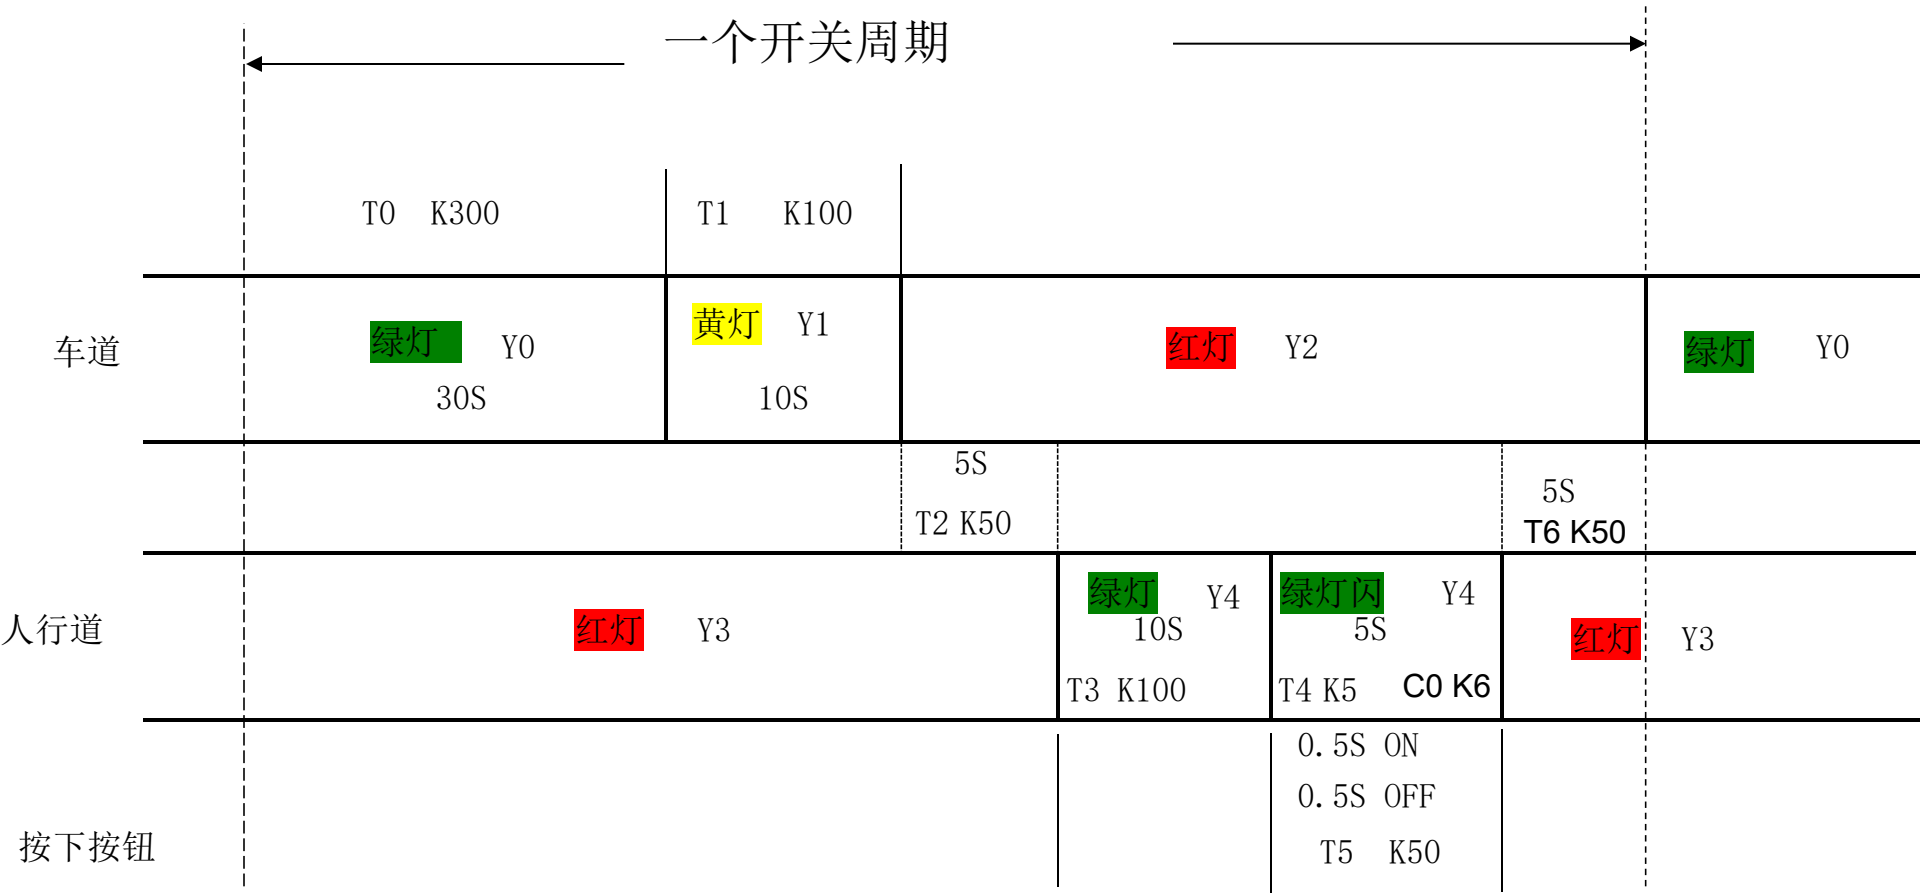 一个开关周期
T0 K300
T1 K100
车道
绿灯 Y0
30S
黄灯 Y1
10S
红灯 Y2
绿灯 Y0
5S
T2 K50
5S
T6 K50
人行道
红灯 Y3
绿灯 Y4
10S
T3 K100
绿灯闪 Y4
5S
T4 K5 C0 K6
红灯 Y3
按下按钮
0.5S ON
0.5S OFF
T5 K50